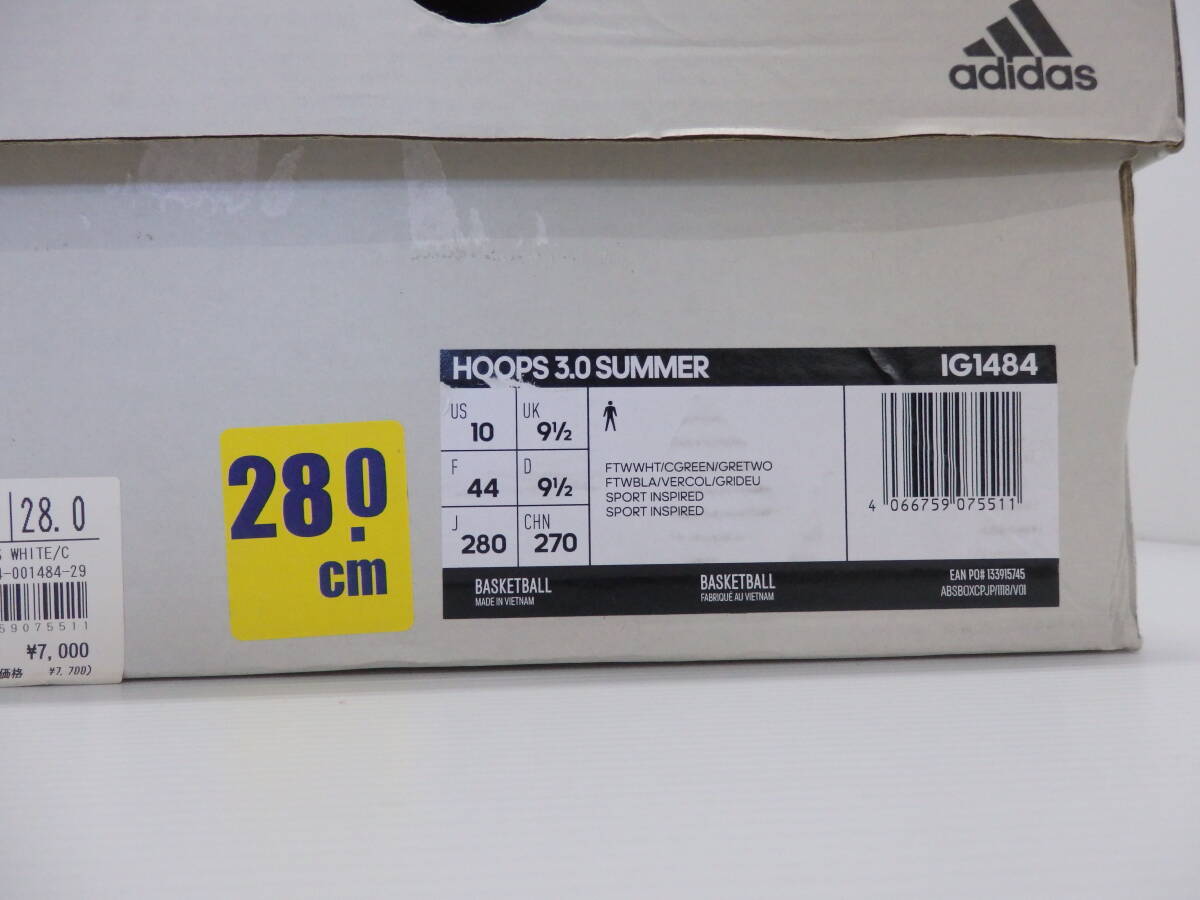 adidas
HOOPS 3.0 SUMMER
IG1484
US
10
UK
9½
F
44
D
9½
J
280
CHN
270
FTWWHT/CGREEN/GRETWO
FTWBLA/VERCOL/GRIDEU
SPORT INSPIRED
SPORT INSPIRED
4 066759 075511
BASKETBALL
MADE IN VIETNAM
BASKETBALL
FABRIQUÉ AU VIETNAM
EAN PO# 133915745
ABSBOXCPJP/1118/V01
28.0
cm
28.0
WHITE/C
-001484-29
59075511
¥7,000
価格 ¥7,700)